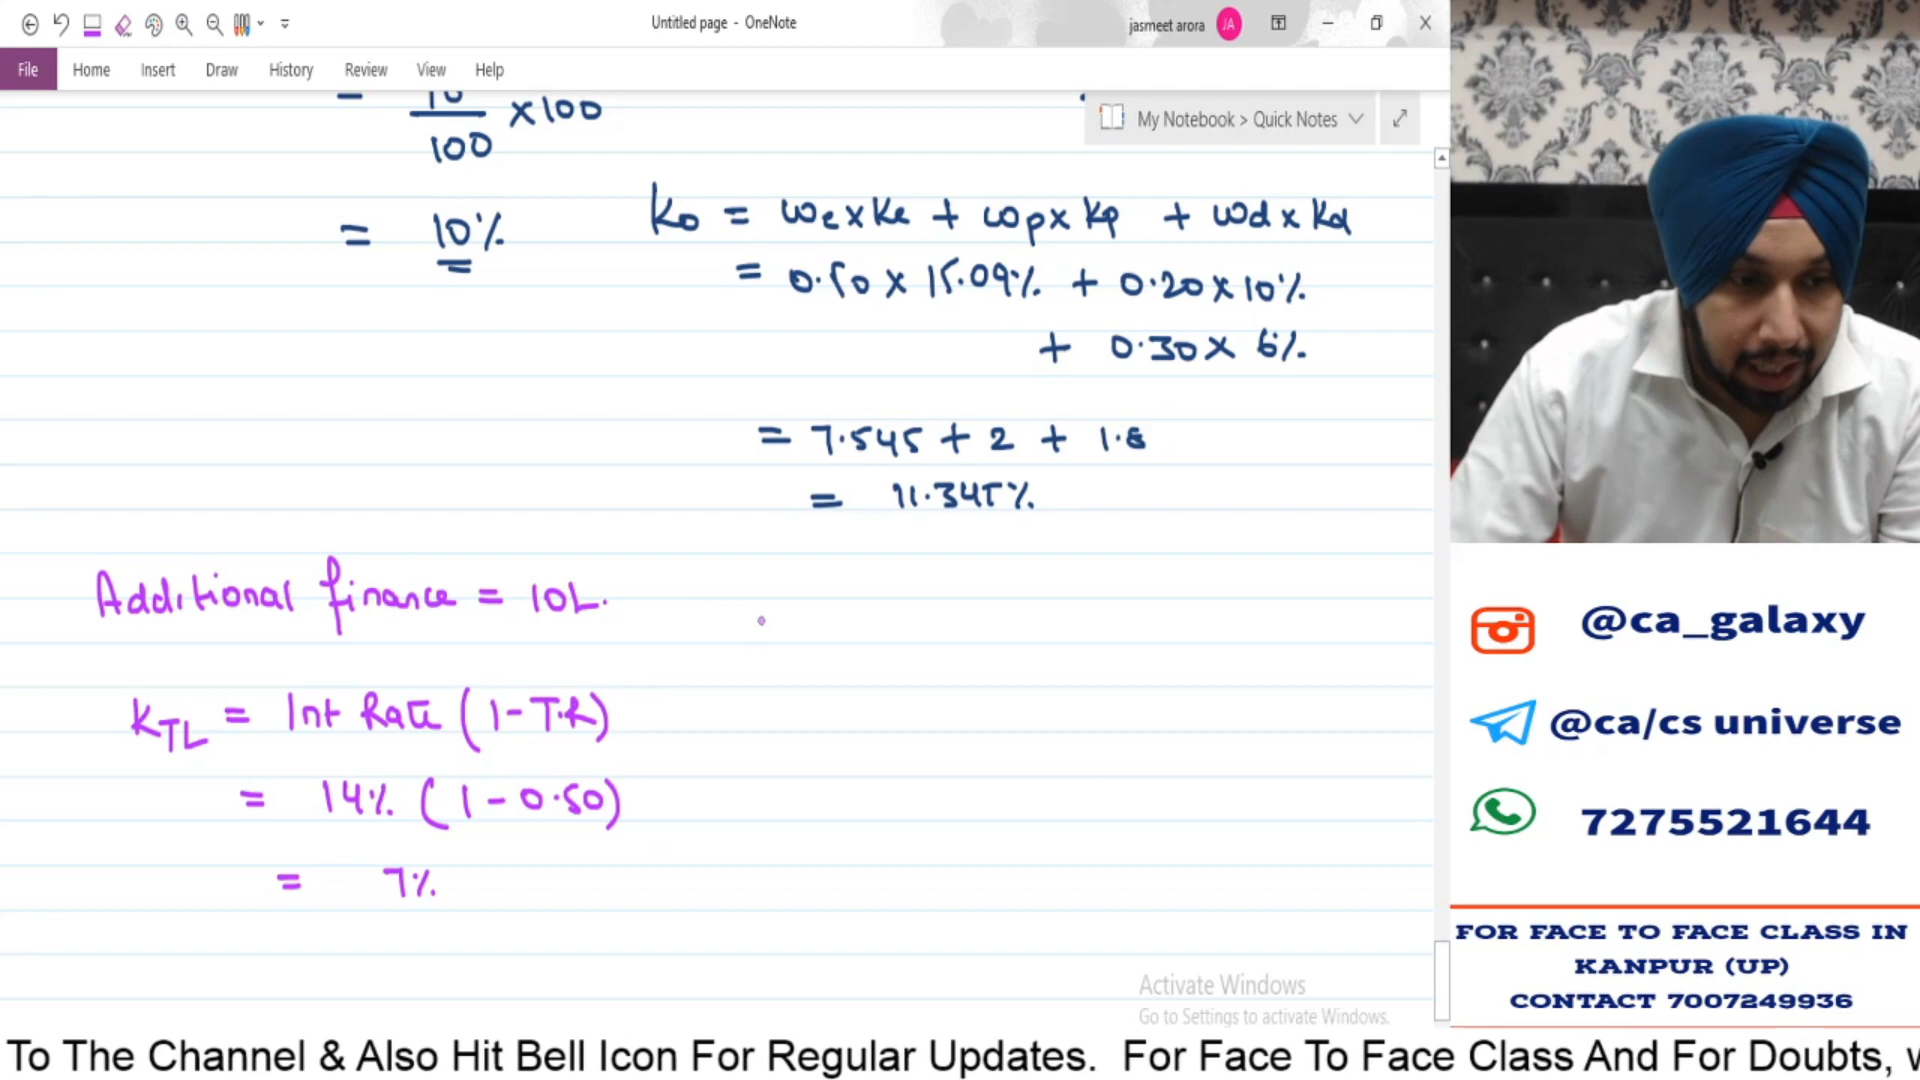 Untitled page - OneNote
jasmeet arora
JA
File Home Insert Draw History Review View Help
My Notebook > Quick Notes
= 10/100 × 100
= 10%
Ko = We × Ke + Wp × Kp + Wd × Kd
= 0.50 × 15.09% + 0.20 × 10%
+ 0.30 × 6%
= 7.545 + 2 + 1.8
= 11.345%
Additional finance = 10L.
KTL = Int Rate (1 - T.R)
= 14% (1 - 0.50)
= 7%
Activate Windows
Go to Settings to activate Windows.
@ca_galaxy
@ca/cs universe
7275521644
FOR FACE TO FACE CLASS IN
KANPUR (UP)
CONTACT 7007249936
To The Channel & Also Hit Bell Icon For Regular Updates. For Face To Face Class And For Doubts,